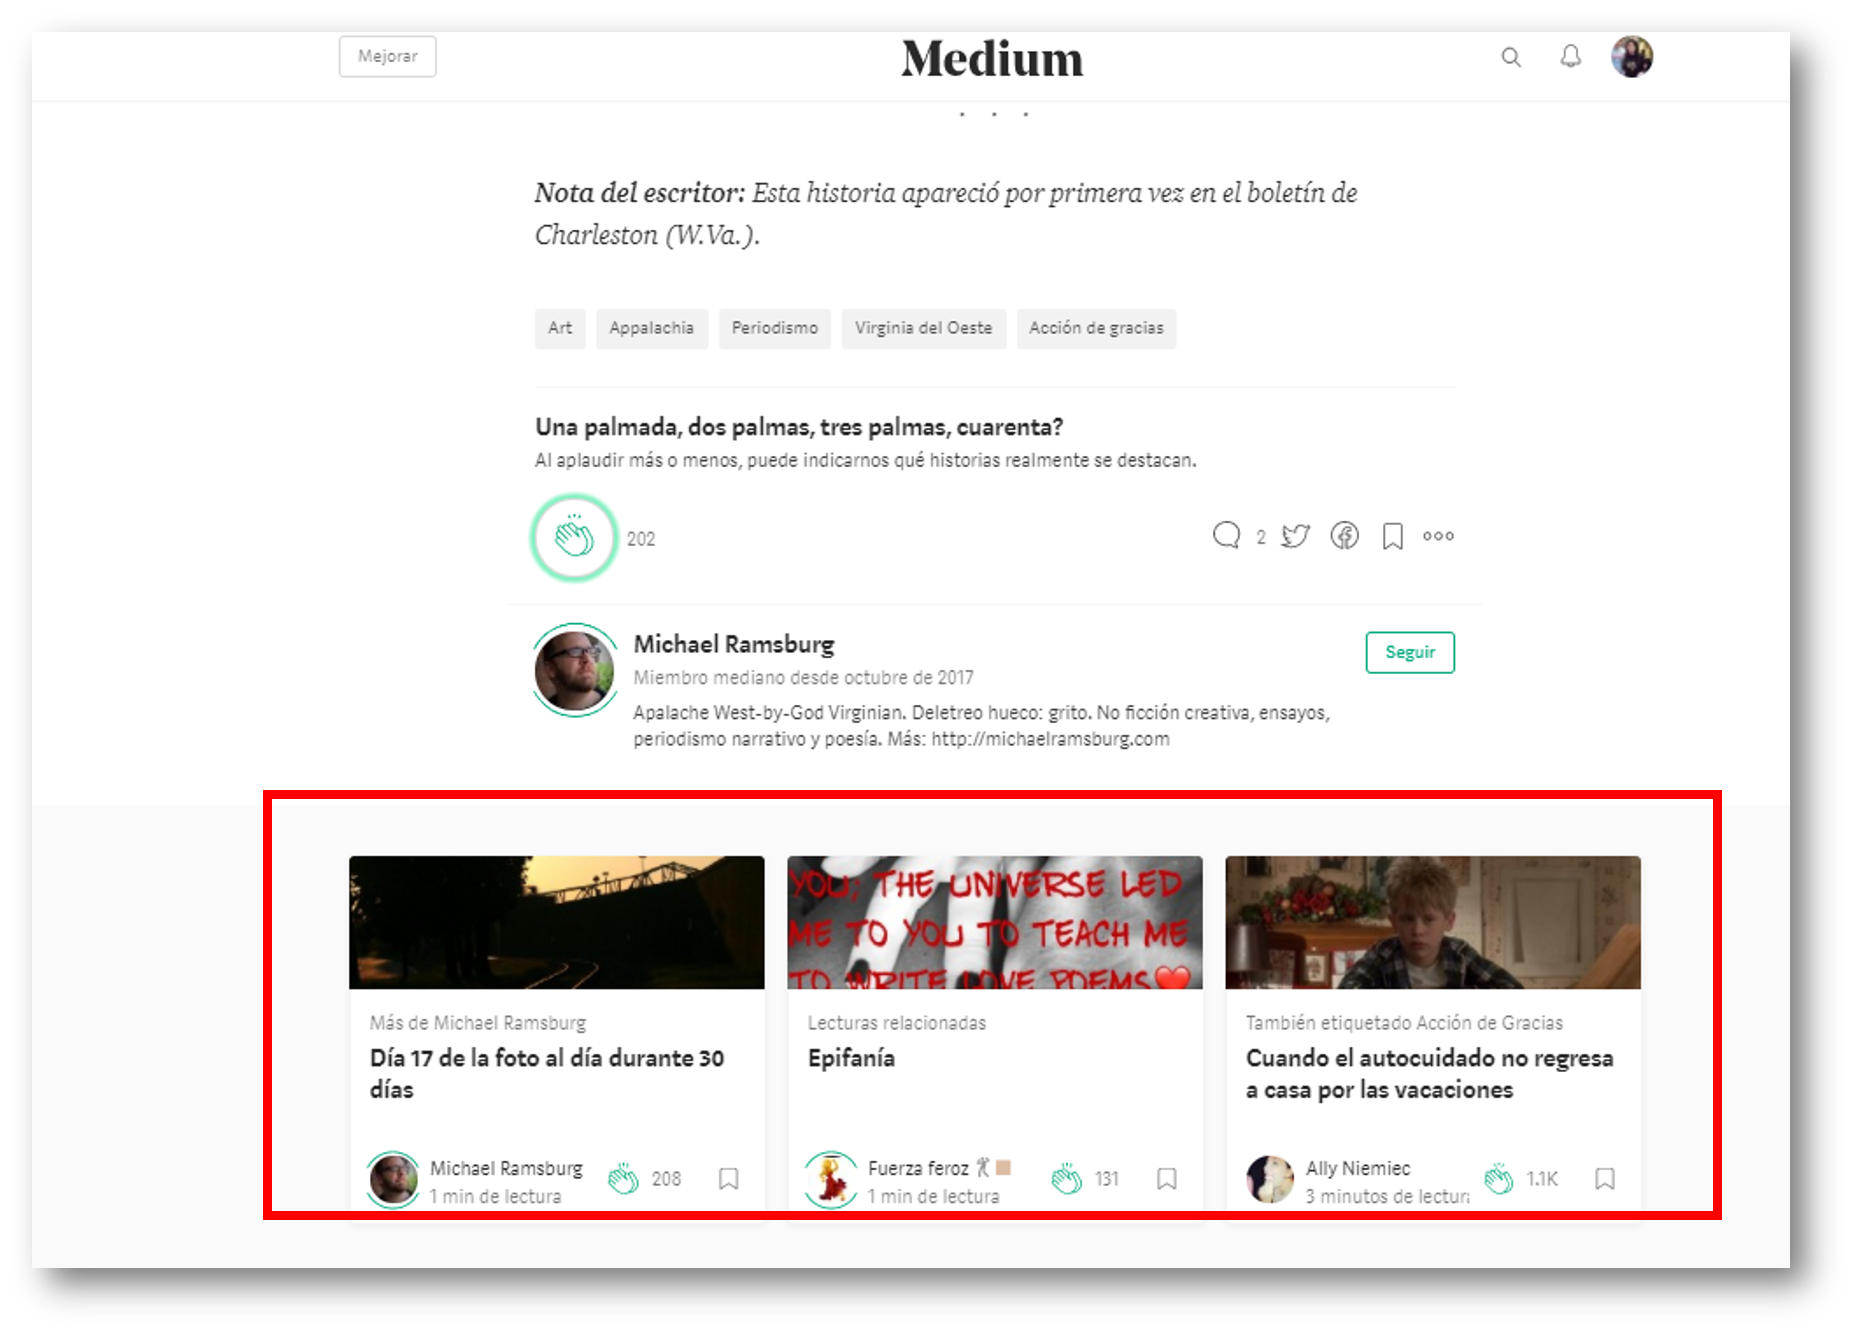 Mejorar
Medium
. . .
Nota del escritor: Esta historia apareció por primera vez en el boletín de
Charleston (W.Va.).
Art
Appalachia
Periodismo
Virginia del Oeste
Acción de gracias
Una palmada, dos palmas, tres palmas, cuarenta?
Al aplaudir más o menos, puede indicarnos qué historias realmente se destacan.
202
2
Michael Ramsburg
Seguir
Miembro mediano desde octubre de 2017
Apalache West-by-God Virginian. Deletreo hueco: grito. No ficción creativa, ensayos,
periodismo narrativo y poesía. Más: http://michaelramsburg.com
Más de Michael Ramsburg
Día 17 de la foto al día durante 30
días
Michael Ramsburg
1 min de lectura
208
YOU; THE UNIVERSE LED
ME TO YOU TO TEACH ME
TO WRITE LOVE POEMS❤
Lecturas relacionadas
Epifanía
Fuerza feroz
1 min de lectura
131
También etiquetado Acción de Gracias
Cuando el autocuidado no regresa
a casa por las vacaciones
Ally Niemiec
3 minutos de lectura
1.1K